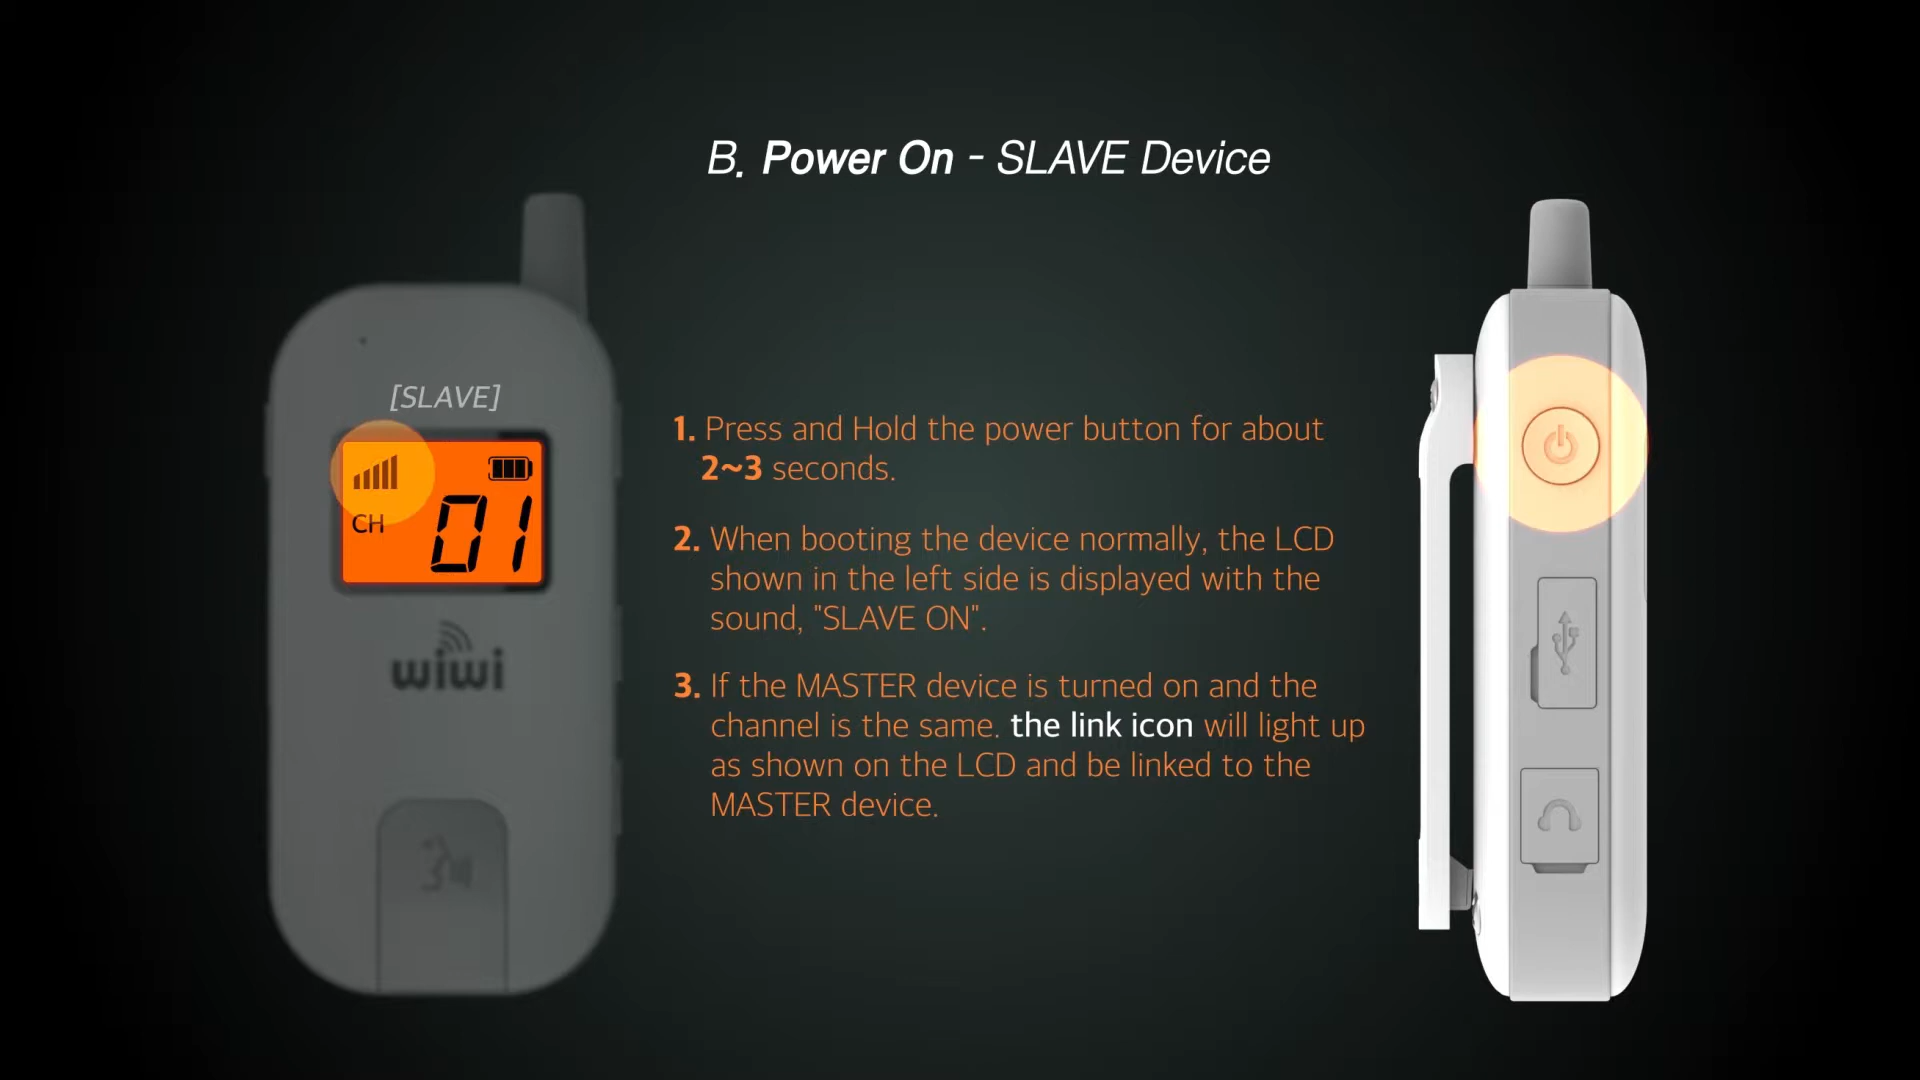 B. Power On - SLAVE Device
[SLAVE]
CH 01
wiwi
1. Press and Hold the power button for about
2~3 seconds.
2. When booting the device normally, the LCD
shown in the left side is displayed with the
sound, "SLAVE ON".
3. If the MASTER device is turned on and the
channel is the same. the link icon will light up
as shown on the LCD and be linked to the
MASTER device.